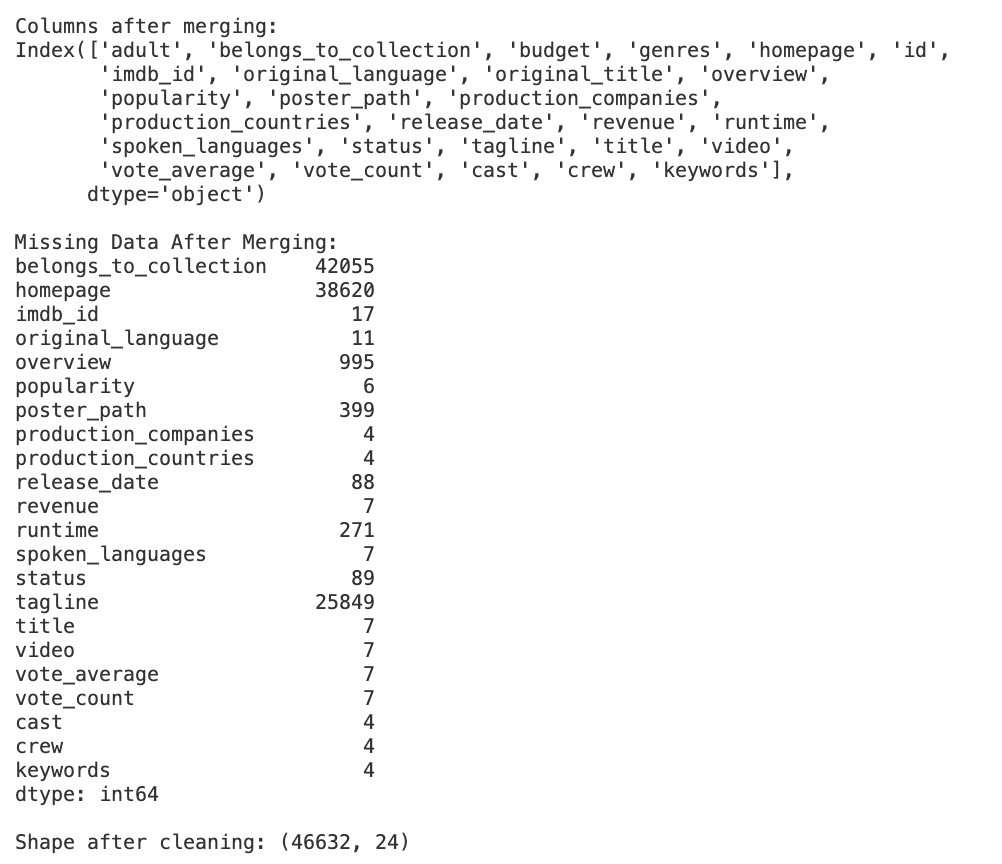 Columns after merging:
Index(['adult', 'belongs_to_collection', 'budget', 'genres', 'homepage', 'id',
       'imdb_id', 'original_language', 'original_title', 'overview',
       'popularity', 'poster_path', 'production_companies',
       'production_countries', 'release_date', 'revenue', 'runtime',
       'spoken_languages', 'status', 'tagline', 'title', 'video',
       'vote_average', 'vote_count', 'cast', 'crew', 'keywords'],
      dtype='object')

Missing Data After Merging:
belongs_to_collection    42055
homepage                 38620
imdb_id                     17
original_language           11
overview                   995
popularity                   6
poster_path                399
production_companies         4
production_countries         4
release_date                88
revenue                      7
runtime                    271
spoken_languages             7
status                      89
tagline                  25849
title                        7
video                        7
vote_average                 7
vote_count                   7
cast                         4
crew                         4
keywords                     4
dtype: int64

Shape after cleaning: (46632, 24)